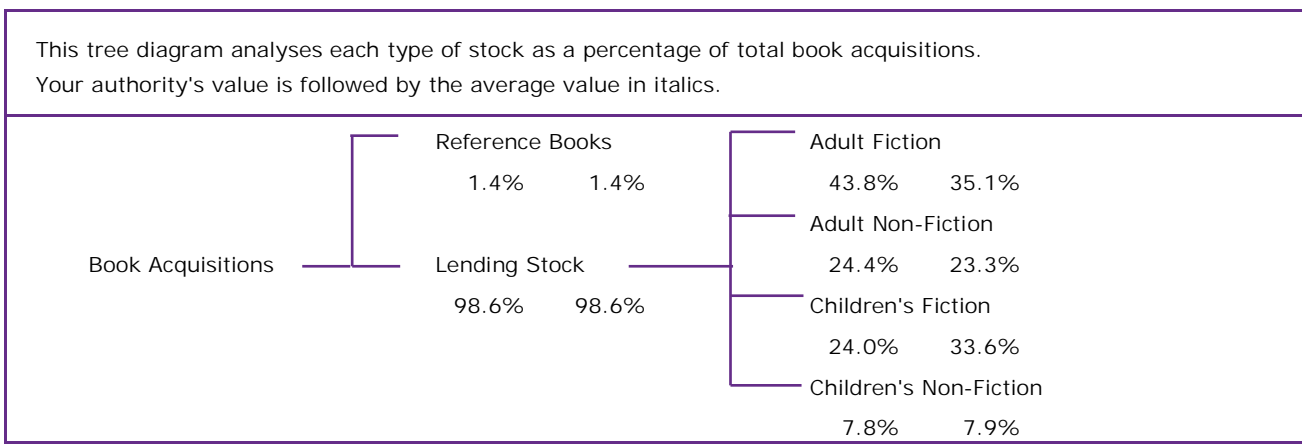 This tree diagram analyses each type of stock as a percentage of total book acquisitions.
Your authority's value is followed by the average value in italics.
Reference Books
1.4% 1.4%
Book Acquisitions
Lending Stock
98.6% 98.6%
Adult Fiction
43.8% 35.1%
Adult Non-Fiction
24.4% 23.3%
Children's Fiction
24.0% 33.6%
Children's Non-Fiction
7.8% 7.9%